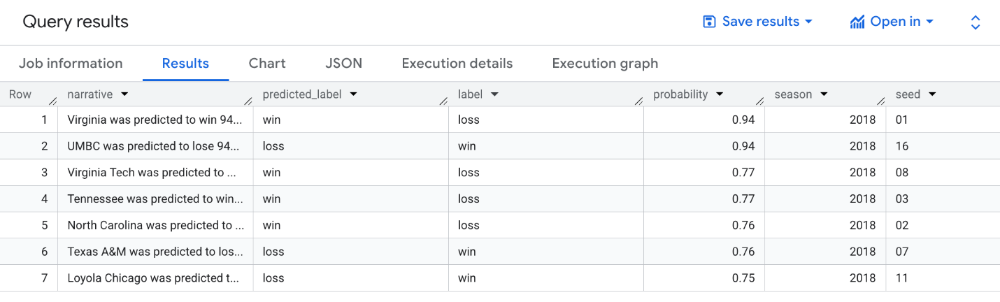 Query results Save results Open in
Job information Results Chart JSON Execution details Execution graph
Row narrative predicted_label label probability season seed
1 Virginia was predicted to win 94... win loss 0.94 2018 01
2 UMBC was predicted to lose 94... loss win 0.94 2018 16
3 Virginia Tech was predicted to ... win loss 0.77 2018 08
4 Tennessee was predicted to win... win loss 0.77 2018 03
5 North Carolina was predicted to ... win loss 0.76 2018 02
6 Texas A&M was predicted to los... loss win 0.76 2018 07
7 Loyola Chicago was predicted t... loss win 0.75 2018 11